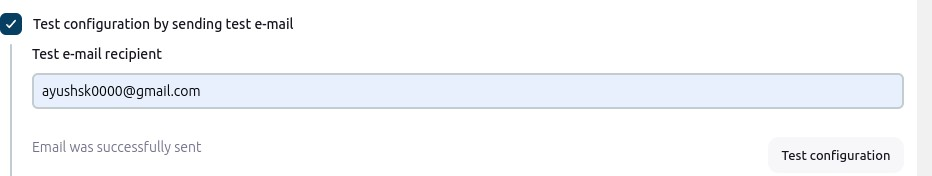 Test configuration by sending test e-mail
Test e-mail recipient
ayushsk0000@gmail.com
Email was successfully sent
Test configuration